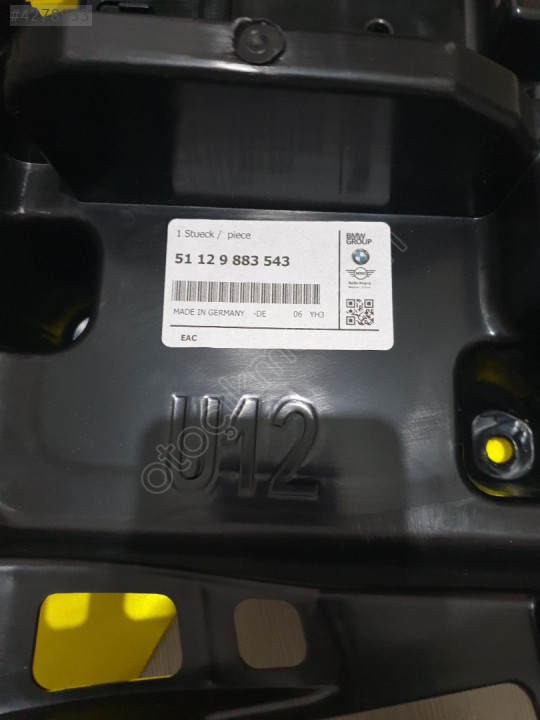 1 Stueck / piece
BMW
GROUP
51 12 9 883 543
MADE IN GERMANY -DE 06 YH3
EAC
U12